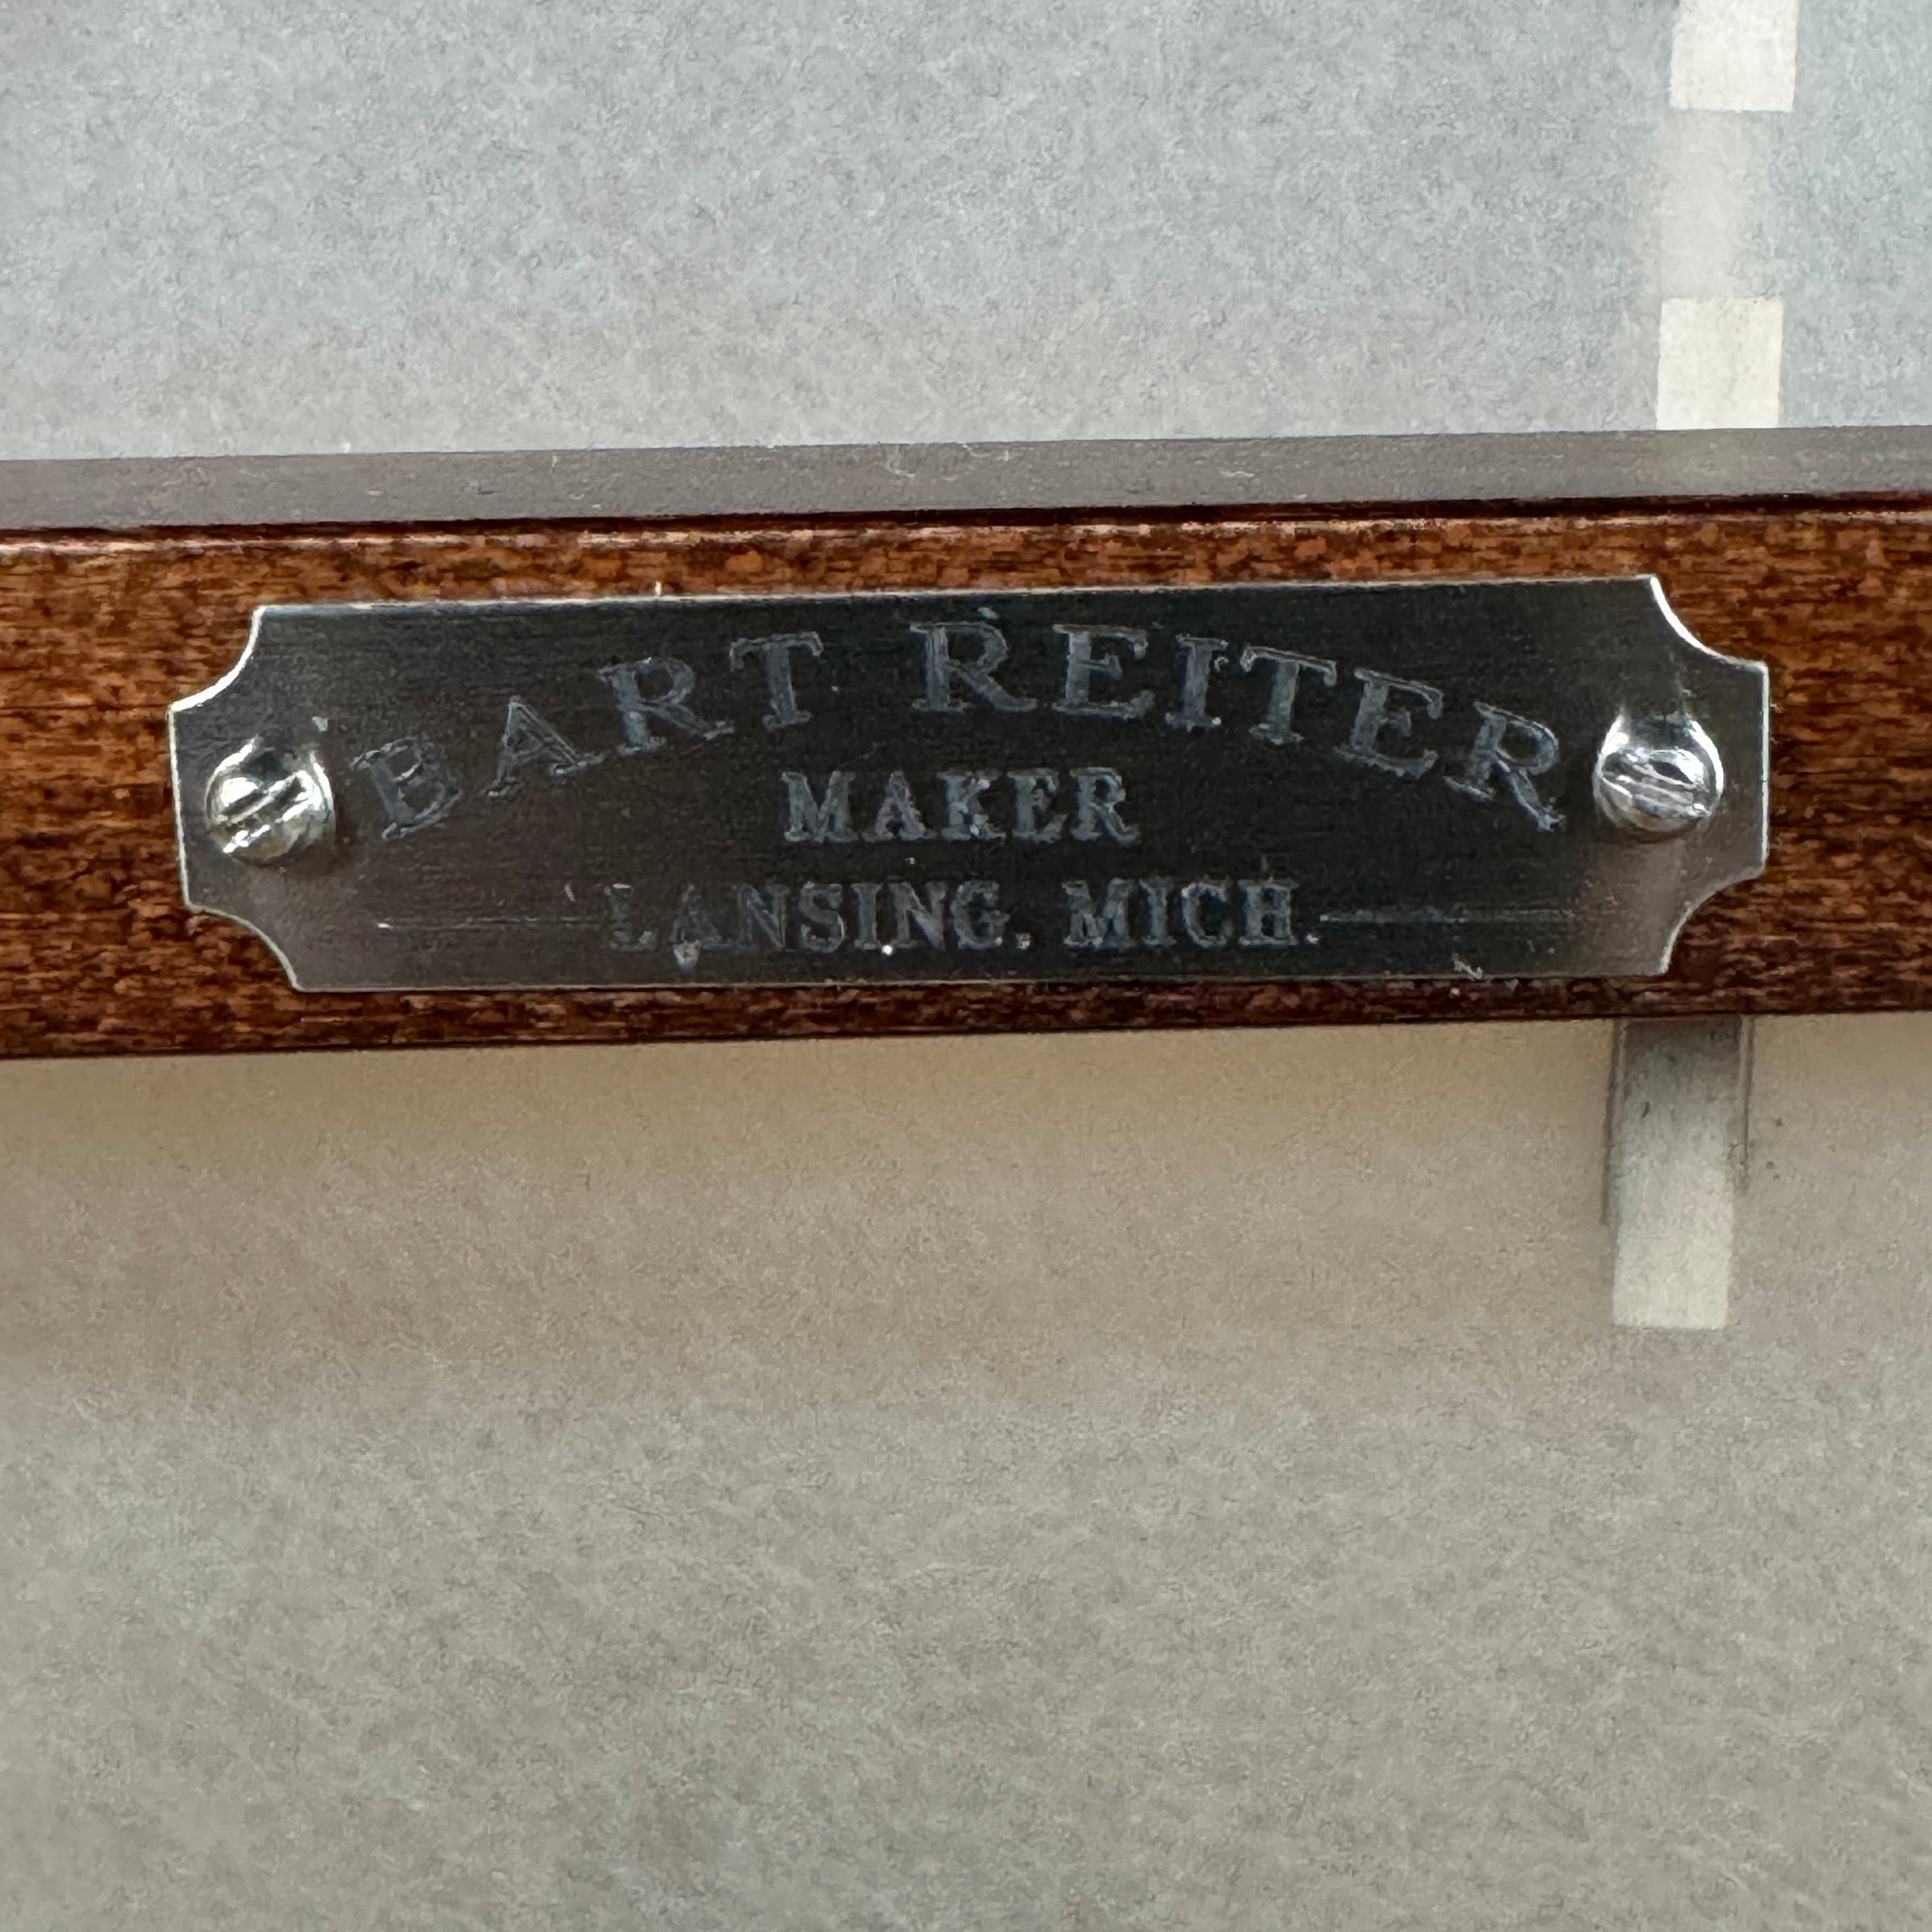 BART REITER
MAKER
LANSING, MICH.